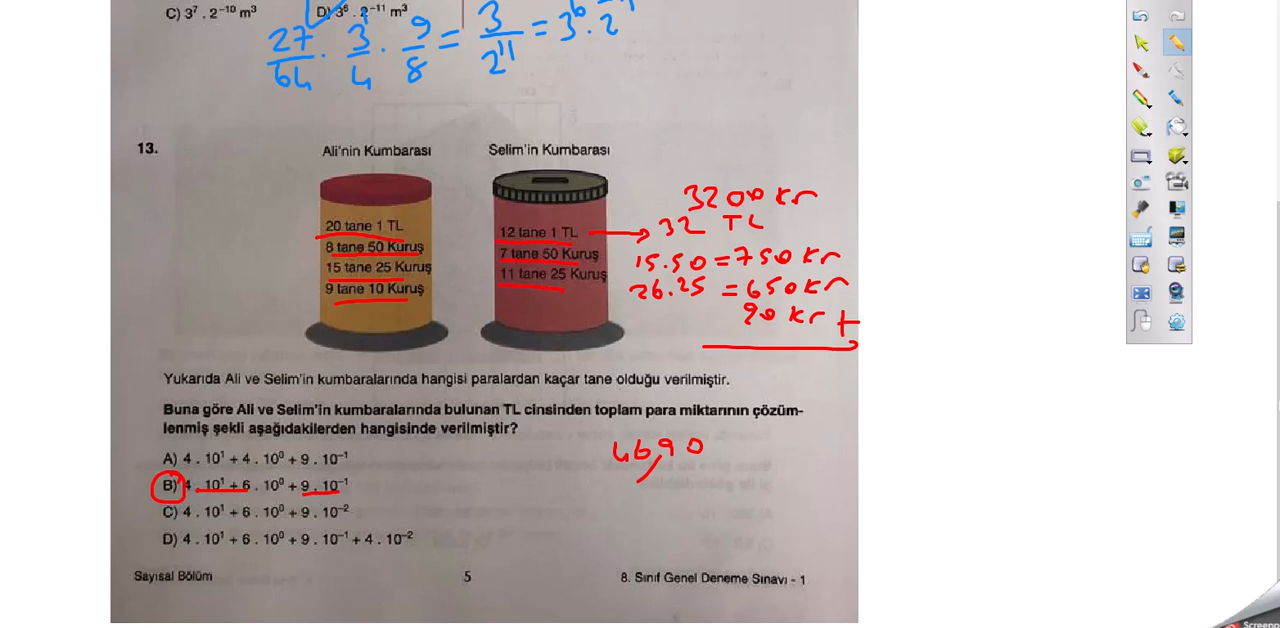 C) 3⁷ . 2⁻¹⁰ m³ D) 3⁶ . 2⁻¹¹ m³
27/64 . 3/4 . 9/8 = 3/2¹¹ = 3⁶ . 2
13.
Ali'nin Kumbarası
20 tane 1 TL
8 tane 50 Kuruş
15 tane 25 Kuruş
9 tane 10 Kuruş
Selim'in Kumbarası
12 tane 1 TL
7 tane 50 Kuruş
11 tane 25 Kuruş
3200 kr
32 TL
15.50 = 750 kr
26.25 = 650 kr
90 kr +
Yukarıda Ali ve Selim'in kumbaralarında hangisi paralardan kaçar tane olduğu verilmiştir.
Buna göre Ali ve Selim'in kumbaralarında bulunan TL cinsinden toplam para miktarının çözüm-
lenmiş şekli aşağıdakilerden hangisinde verilmiştir?
46,90
A) 4 . 10¹ + 4 . 10⁰ + 9 . 10⁻¹
B) 4 . 10¹ + 6 . 10⁰ + 9 . 10⁻¹
C) 4 . 10¹ + 6 . 10⁰ + 9 . 10⁻²
D) 4 . 10¹ + 6 . 10⁰ + 9 . 10⁻¹ + 4 . 10⁻²
Sayısal Bölüm 5 8. Sınıf Genel Deneme Sınavı - 1